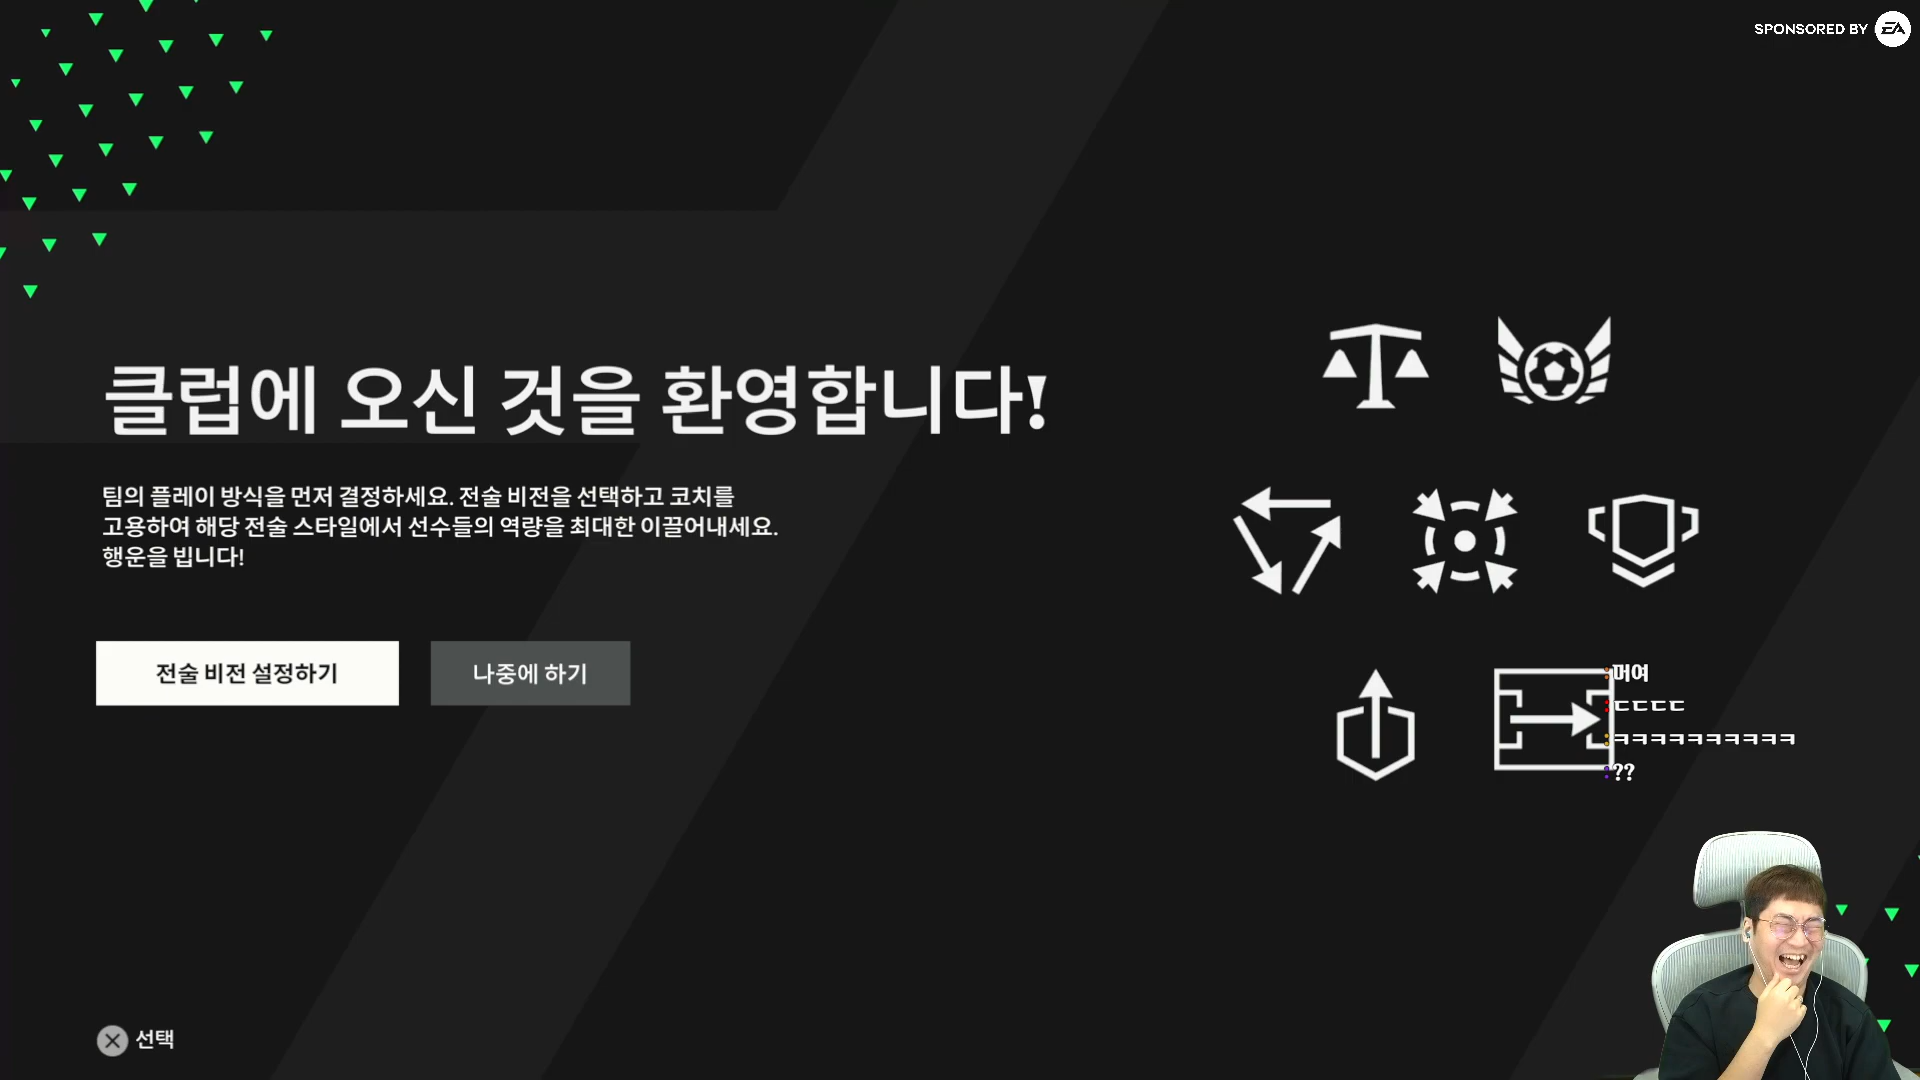 SPONSORED BY EA
클럽에 오신 것을 환영합니다!
팀의 플레이 방식을 먼저 결정하세요. 전술 비전을 선택하고 코치를
고용하여 해당 전술 스타일에서 선수들의 역량을 최대한 이끌어내세요.
행운을 빕니다!
전술 비전 설정하기
나중에 하기
:머여
:ㄷㄷㄷㄷ
:ㅋㅋㅋㅋㅋㅋㅋㅋㅋㅋ
:??
선택